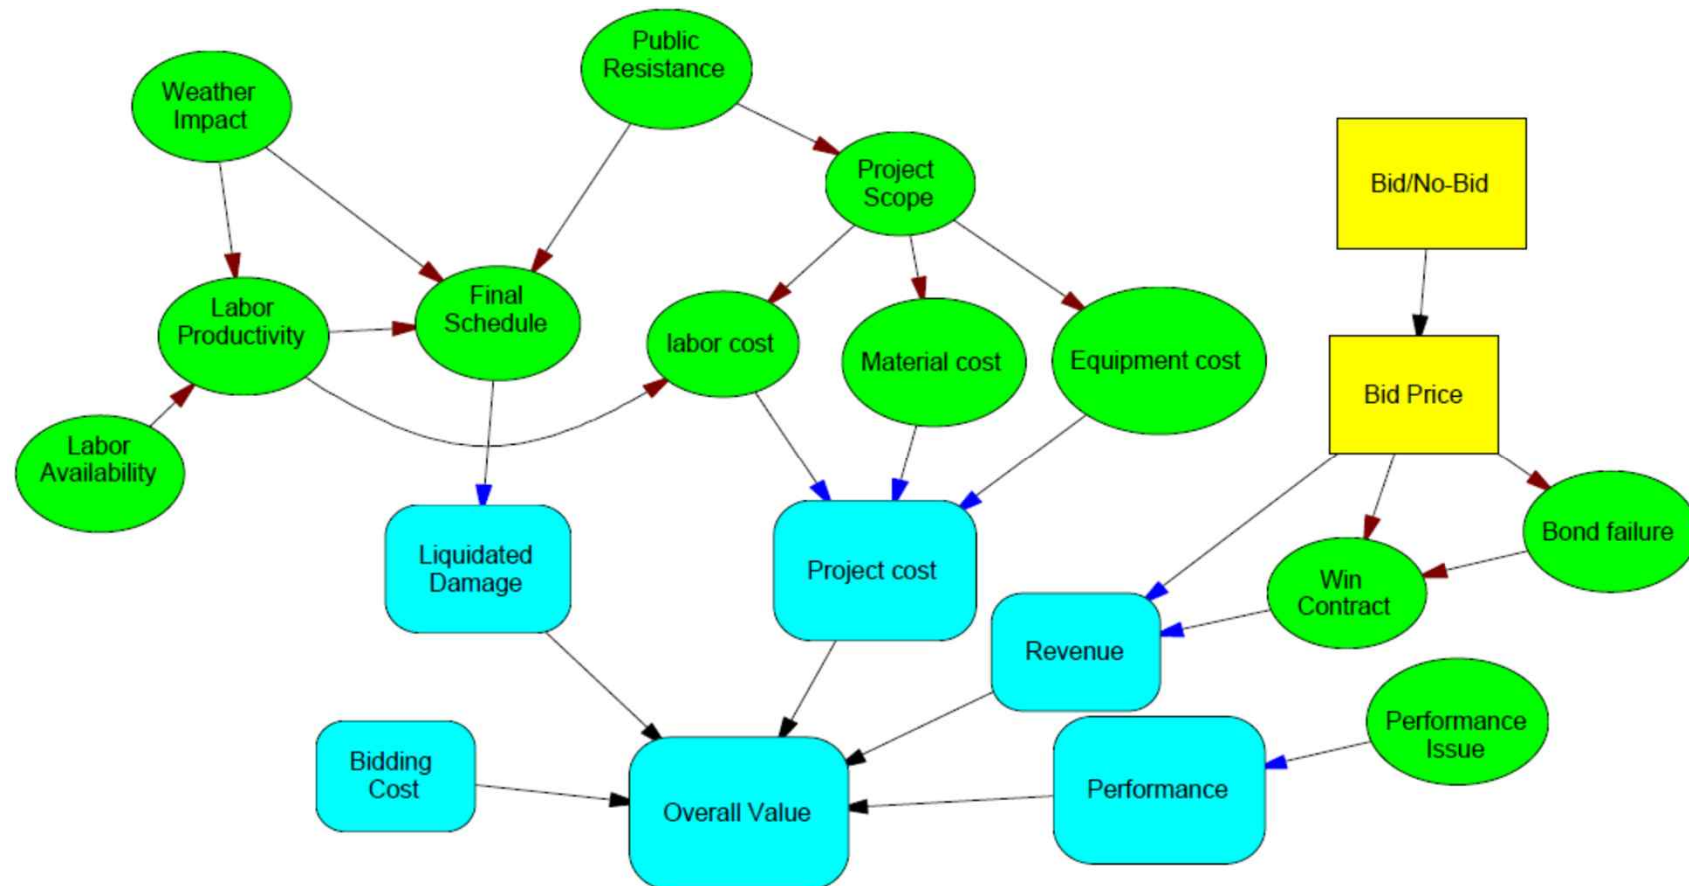 Public
Resistance
Weather
Impact
Project
Scope
Bid/No-Bid
Labor
Productivity
Final
Schedule
labor cost
Material cost
Equipment cost
Bid Price
Labor
Availability
Liquidated
Damage
Project cost
Bond failure
Win
Contract
Revenue
Performance
Issue
Bidding
Cost
Overall Value
Performance